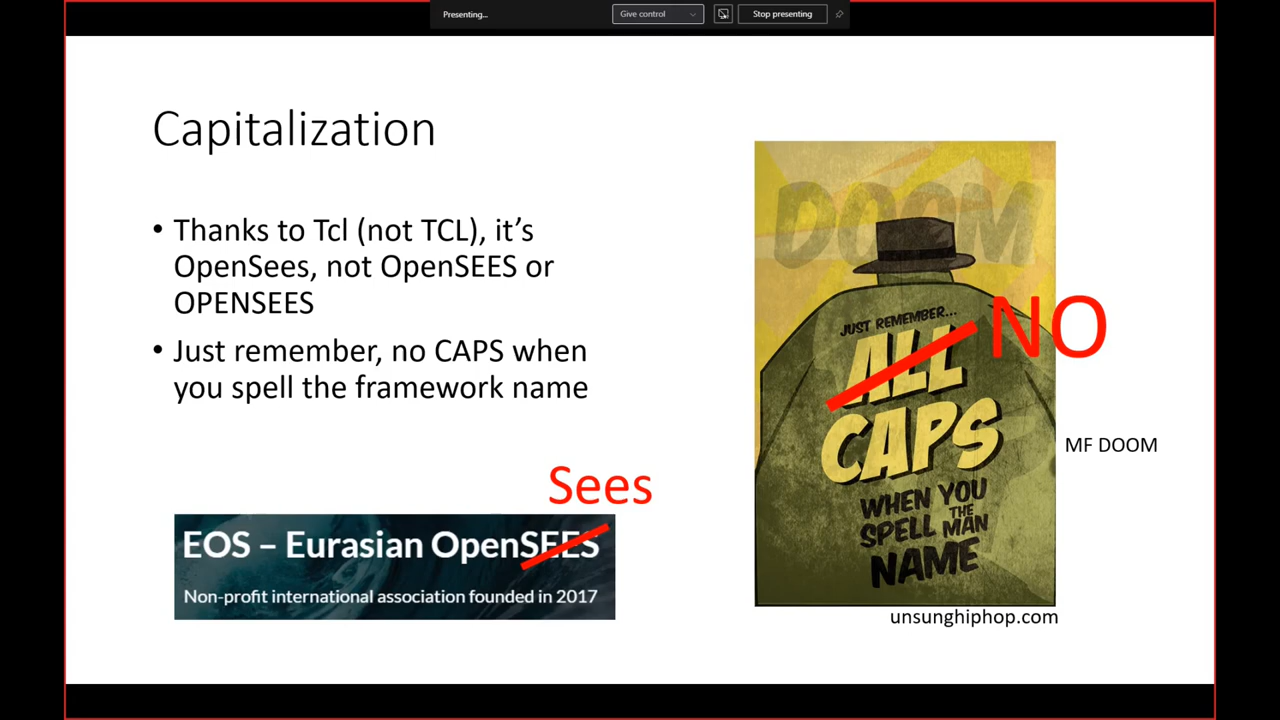 Presenting...
Give control
Stop presenting
Capitalization
• Thanks to Tcl (not TCL), it’s
OpenSees, not OpenSEES or
OPENSEES
• Just remember, no CAPS when
you spell the framework name
Sees
EOS – Eurasian OpenSEES
Non-profit international association founded in 2017
DOOM
JUST REMEMBER...
ALL
NO
CAPS
WHEN YOU
SPELL THE MAN
NAME
MF DOOM
unsunghiphop.com